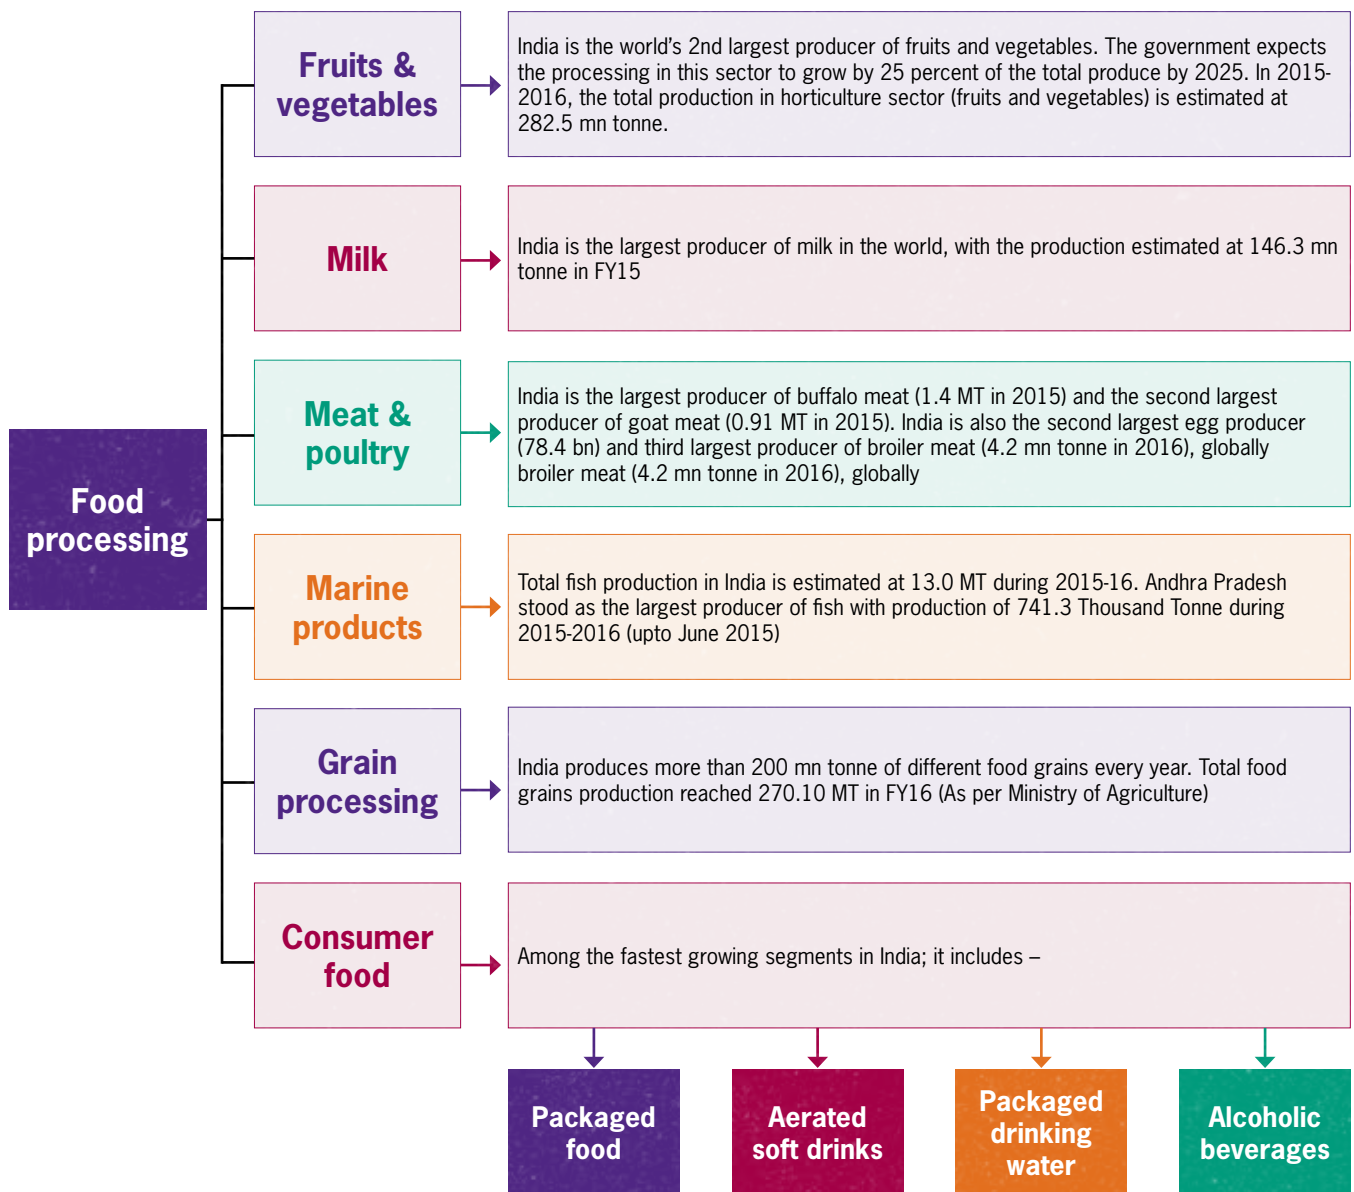 Food
processing
Fruits &
vegetables
India is the world’s 2nd largest producer of fruits and vegetables. The government expects
the processing in this sector to grow by 25 percent of the total produce by 2025. In 2015-
2016, the total production in horticulture sector (fruits and vegetables) is estimated at
282.5 mn tonne.
Milk
India is the largest producer of milk in the world, with the production estimated at 146.3 mn
tonne in FY15
Meat &
poultry
India is the largest producer of buffalo meat (1.4 MT in 2015) and the second largest
producer of goat meat (0.91 MT in 2015). India is also the second largest egg producer
(78.4 bn) and third largest producer of broiler meat (4.2 mn tonne in 2016), globally
broiler meat (4.2 mn tonne in 2016), globally
Marine
products
Total fish production in India is estimated at 13.0 MT during 2015-16. Andhra Pradesh
stood as the largest producer of fish with production of 741.3 Thousand Tonne during
2015-2016 (upto June 2015)
Grain
processing
India produces more than 200 mn tonne of different food grains every year. Total food
grains production reached 270.10 MT in FY16 (As per Ministry of Agriculture)
Consumer
food
Among the fastest growing segments in India; it includes –
Packaged
food
Aerated
soft drinks
Packaged
drinking
water
Alcoholic
beverages